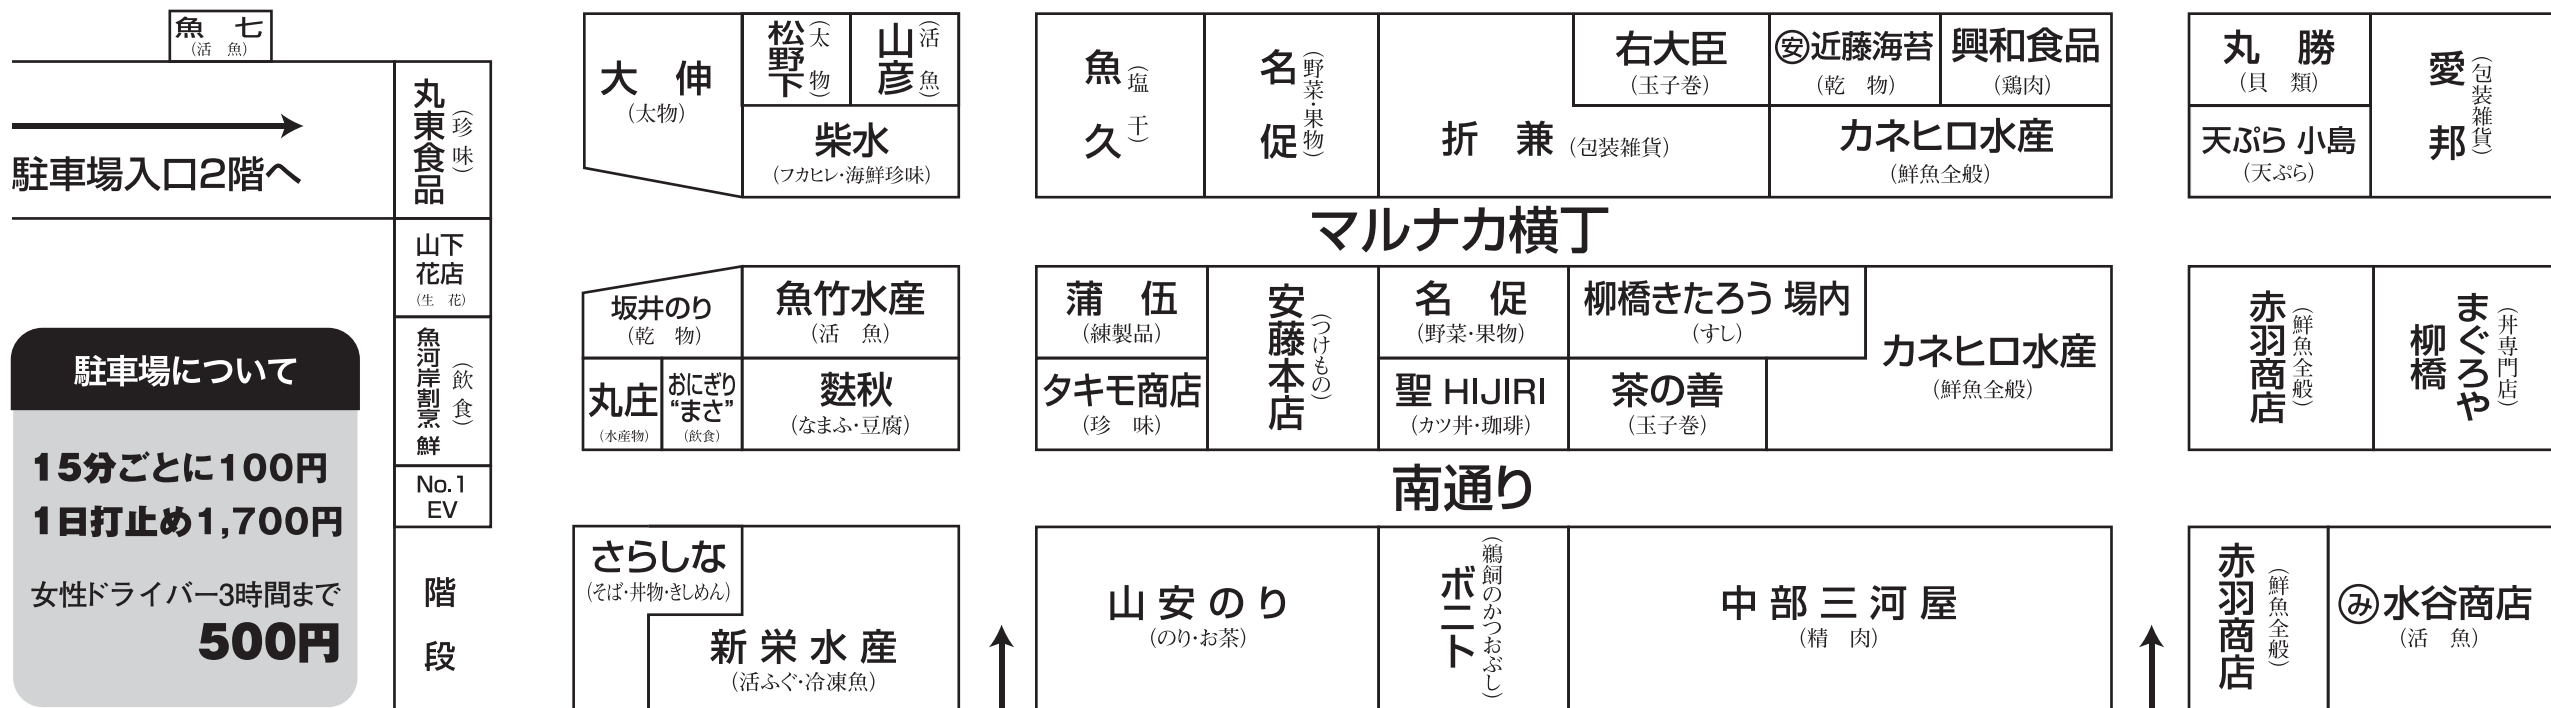 魚七
(活 魚)
駐車場入口2階へ
丸東食品
(珍 味)
山下
花店
(生 花)
魚河岸割烹 鮮
(飲 食)
No.1
EV
階
段
駐車場について
15分ごとに100円
1日打止め1,700円
女性ドライバー3時間まで
500円
大 伸
(太物)
松野下
(太 物)
山彦
(活 魚)
柴水
(フカヒレ・海鮮珍味)
魚 久
(塩 干)
名 促
(野菜・果物)
折 兼 (包装雑貨)
右大臣
(玉子巻)
安近藤海苔
(乾 物)
興和食品
(鶏肉)
カネヒロ水産
(鮮魚全般)
丸 勝
(貝 類)
天ぷら 小島
(天ぷら)
愛 邦
(包装雑貨)
マルナカ横丁
坂井のり
(乾 物)
魚竹水産
(活 魚)
丸庄
(水産物)
おにぎり
“まさ”
(飲食)
麩秋
(なまふ・豆腐)
蒲 伍
(練製品)
タキモ商店
(珍 味)
安藤本店
(つけもの)
名 促
(野菜・果物)
聖 HIJIRI
(カツ丼・珈琲)
柳橋きたろう 場内
(すし)
茶の善
(玉子巻)
カネヒロ水産
(鮮魚全般)
赤羽商店
(鮮魚全般)
まぐろや
柳橋
(丼専門店)
南通り
さらしな
(そば・丼物・きしめん)
新栄水産
(活ふぐ・冷凍魚)
山安のり
(のり・お茶)
ボニト
(鵜飼のかつおぶし)
中部三河屋
(精 肉)
赤羽商店
(鮮魚全般)
み水谷商店
(活 魚)